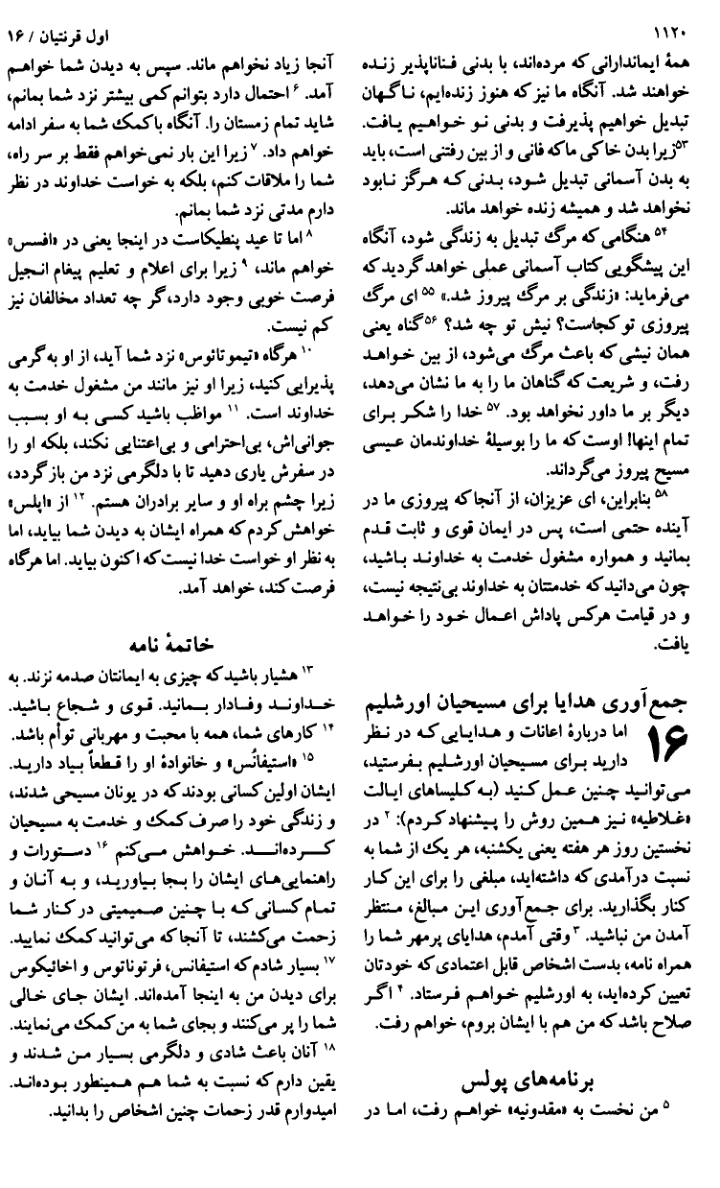 ۱۱۲۰
اول قرنتیان / ۱۶
همهٔ ایماندارانی که مرده‌اند، با بدنی فناناپذیر زنده
خواهند شد. آنگاه ما نیز که هنوز زنده‌ایم، ناگهان
تبدیل خواهیم پذیرفت و بدنی نو خواهیم یافت.
۵۳زیرا بدن خاکی ما که فانی و از بین رفتنی است، باید
به بدن آسمانی تبدیل شود، بدنی که هرگز نابود
نخواهد شد و همیشه زنده خواهد ماند.
۵۴ هنگامی که مرگ تبدیل به زندگی شود، آنگاه
این پیشگویی کتاب آسمانی عملی خواهد گردید که
می‌فرماید: «زندگی بر مرگ پیروز شد.» ۵۵ ای مرگ
پیروزی تو کجاست؟ نیش تو چه شد؟ ۵۶گناه یعنی
همان نیشی که باعث مرگ می‌شود، از بین خواهد
رفت، و شریعت که گناهان ما را به ما نشان می‌دهد،
دیگر بر ما داور نخواهد بود. ۵۷ خدا را شکر برای
تمام اینها! اوست که ما را بوسیلهٔ خداوندمان عیسی
مسیح پیروز می‌گرداند.
۵۸ بنابراین، ای عزیزان، از آنجا که پیروزی ما در
آینده حتمی است، پس در ایمان قوی و ثابت قدم
بمانید و همواره مشغول خدمت به خداوند باشید،
چون می‌دانید که خدمتتان به خداوند بی‌نتیجه نیست،
و در قیامت هرکس پاداش اعمال خود را خواهد
یافت.
جمع‌آوری هدایا برای مسیحیان اورشلیم
۱۶ اما دربارهٔ اعانات و هدایایی که در نظر
دارید برای مسیحیان اورشلیم بفرستید،
می‌توانید چنین عمل کنید (به کلیساهای ایالت
«غلاطیه» نیز همین روش را پیشنهاد کردم): ۲ در
نخستین روز هر هفته یعنی یکشنبه، هر یک از شما به
نسبت درآمدی که داشته‌اید، مبلغی را برای این کار
کنار بگذارید. برای جمع‌آوری این مبالغ، منتظر
آمدن من نباشید. ۳ وقتی آمدم، هدایای پرمهر شما را
همراه نامه، بدست اشخاص قابل اعتمادی که خودتان
تعیین کرده‌اید، به اورشلیم خواهم فرستاد. ۴ اگر
صلاح باشد که من هم با ایشان بروم، خواهم رفت.
برنامه‌های پولس
۵ من نخست به «مقدونیه» خواهم رفت، اما در
آنجا زیاد نخواهم ماند. سپس به دیدن شما خواهم
آمد. ۶ احتمال دارد بتوانم کمی بیشتر نزد شما بمانم،
شاید تمام زمستان را. آنگاه با کمک شما به سفر ادامه
خواهم داد. ۷ زیرا این بار نمی‌خواهم فقط بر سر راه،
شما را ملاقات کنم، بلکه به خواست خداوند در نظر
دارم مدتی نزد شما بمانم.
۸ اما تا عید پنطیکاست در اینجا یعنی در «افسس»
خواهم ماند، ۹ زیرا برای اعلام و تعلیم پیغام انجیل
فرصت خوبی وجود دارد، گر چه تعداد مخالفان نیز
کم نیست.
۱۰ هرگاه «تیموتائوس» نزد شما آید، از او به گرمی
پذیرایی کنید، زیرا او نیز مانند من مشغول خدمت به
خداوند است. ۱۱ مواظب باشید کسی به او بسبب
جوانی‌اش، بی‌احترامی و بی‌اعتنایی نکند، بلکه او را
در سفرش یاری دهید تا با دلگرمی نزد من بازگردد،
زیرا چشم براه او و سایر برادران هستم. ۱۲ از «اپلس»
خواهش کردم که همراه ایشان به دیدن شما بیاید، اما
به نظر او خواست خدا نیست که اکنون بیاید. اما هرگاه
فرصت کند، خواهد آمد.
خاتمهٔ نامه
۱۳ هشیار باشید که چیزی به ایمانتان صدمه نزند. به
خداوند وفادار بمانید. قوی و شجاع باشید.
۱۴ کارهای شما، همه با محبت و مهربانی توأم باشد.
۱۵ «استیفانُس» و خانوادهٔ او را قطعاً بیاد دارید.
ایشان اولین کسانی بودند که در یونان مسیحی شدند،
و زندگی خود را صرف کمک و خدمت به مسیحیان
کرده‌اند. خواهش می‌کنم ۱۶ دستورات و
راهنمایی‌های ایشان را بجا بیاورید، و به آنان و
تمام کسانی که با چنین صمیمیتی در کنار شما
زحمت می‌کشند، تا آنجا که می‌توانید کمک نمایید.
۱۷ بسیار شادم که استیفانس، فرتوناتوس و اخائیکوس
برای دیدن من به اینجا آمده‌اند. ایشان جای خالی
شما را پر می‌کنند و بجای شما به من کمک می‌نمایند.
۱۸ آنان باعث شادی و دلگرمی بسیار من شدند و
یقین دارم که نسبت به شما هم همینطور بوده‌اند.
امیدوارم قدر زحمات چنین اشخاص را بدانید.